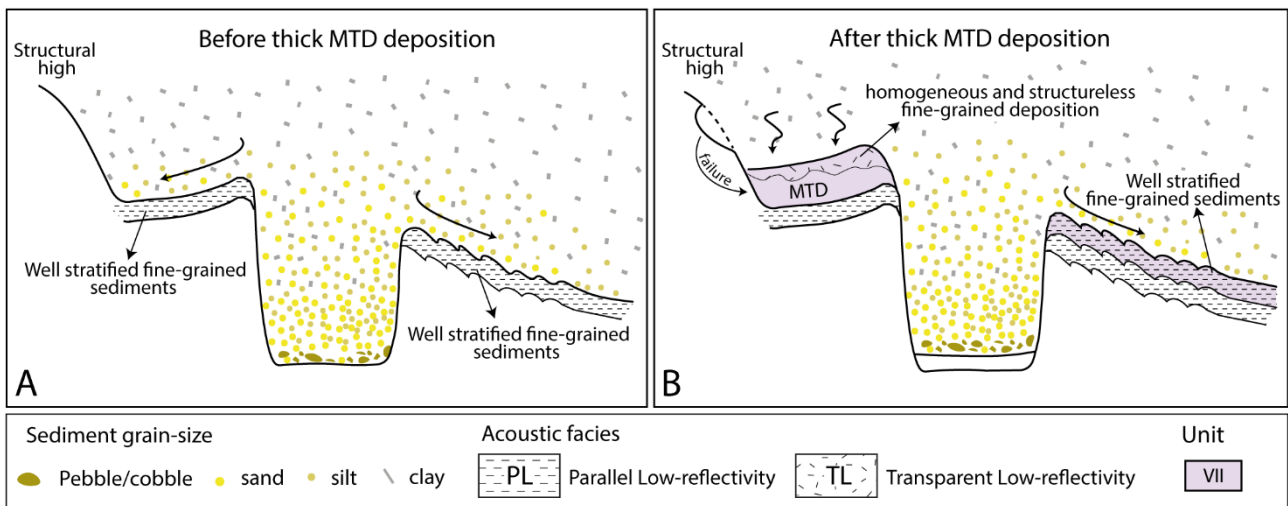 Before thick MTD deposition
Structural
high
Well stratified fine-grained
sediments
Well stratified fine-grained
sediments
A
After thick MTD deposition
Structural
high
homogeneous and structureless
fine-grained deposition
failure
MTD
Well stratified
fine-grained sediments
B
Sediment grain-size
Pebble/cobble
sand
silt
clay
Acoustic facies
PL
Parallel Low-reflectivity
TL
Transparent Low-reflectivity
Unit
VII